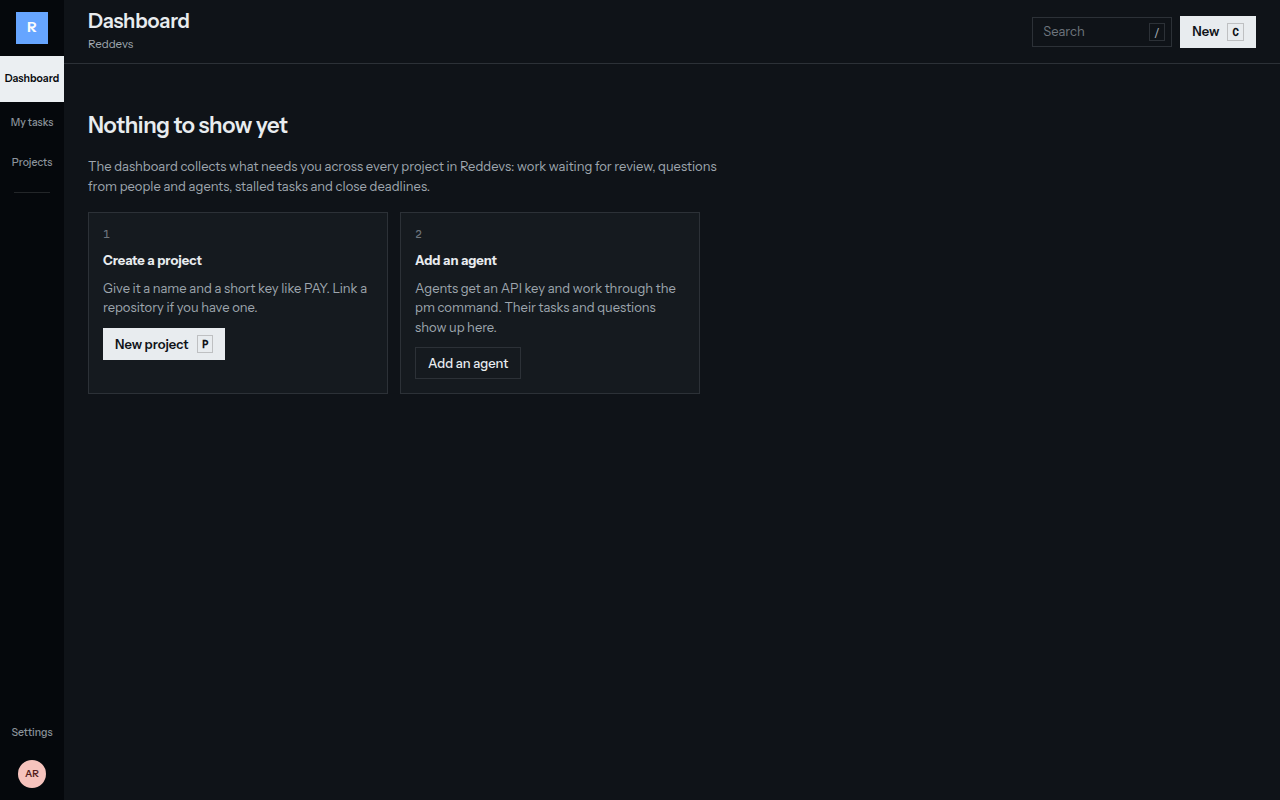 R
Dashboard
Reddevs
Search /
New C
Dashboard
My tasks
Projects
Nothing to show yet
The dashboard collects what needs you across every project in Reddevs: work waiting for review, questions
from people and agents, stalled tasks and close deadlines.
1
Create a project
Give it a name and a short key like PAY. Link a
repository if you have one.
New project P
2
Add an agent
Agents get an API key and work through the
pm command. Their tasks and questions
show up here.
Add an agent
Settings
AR